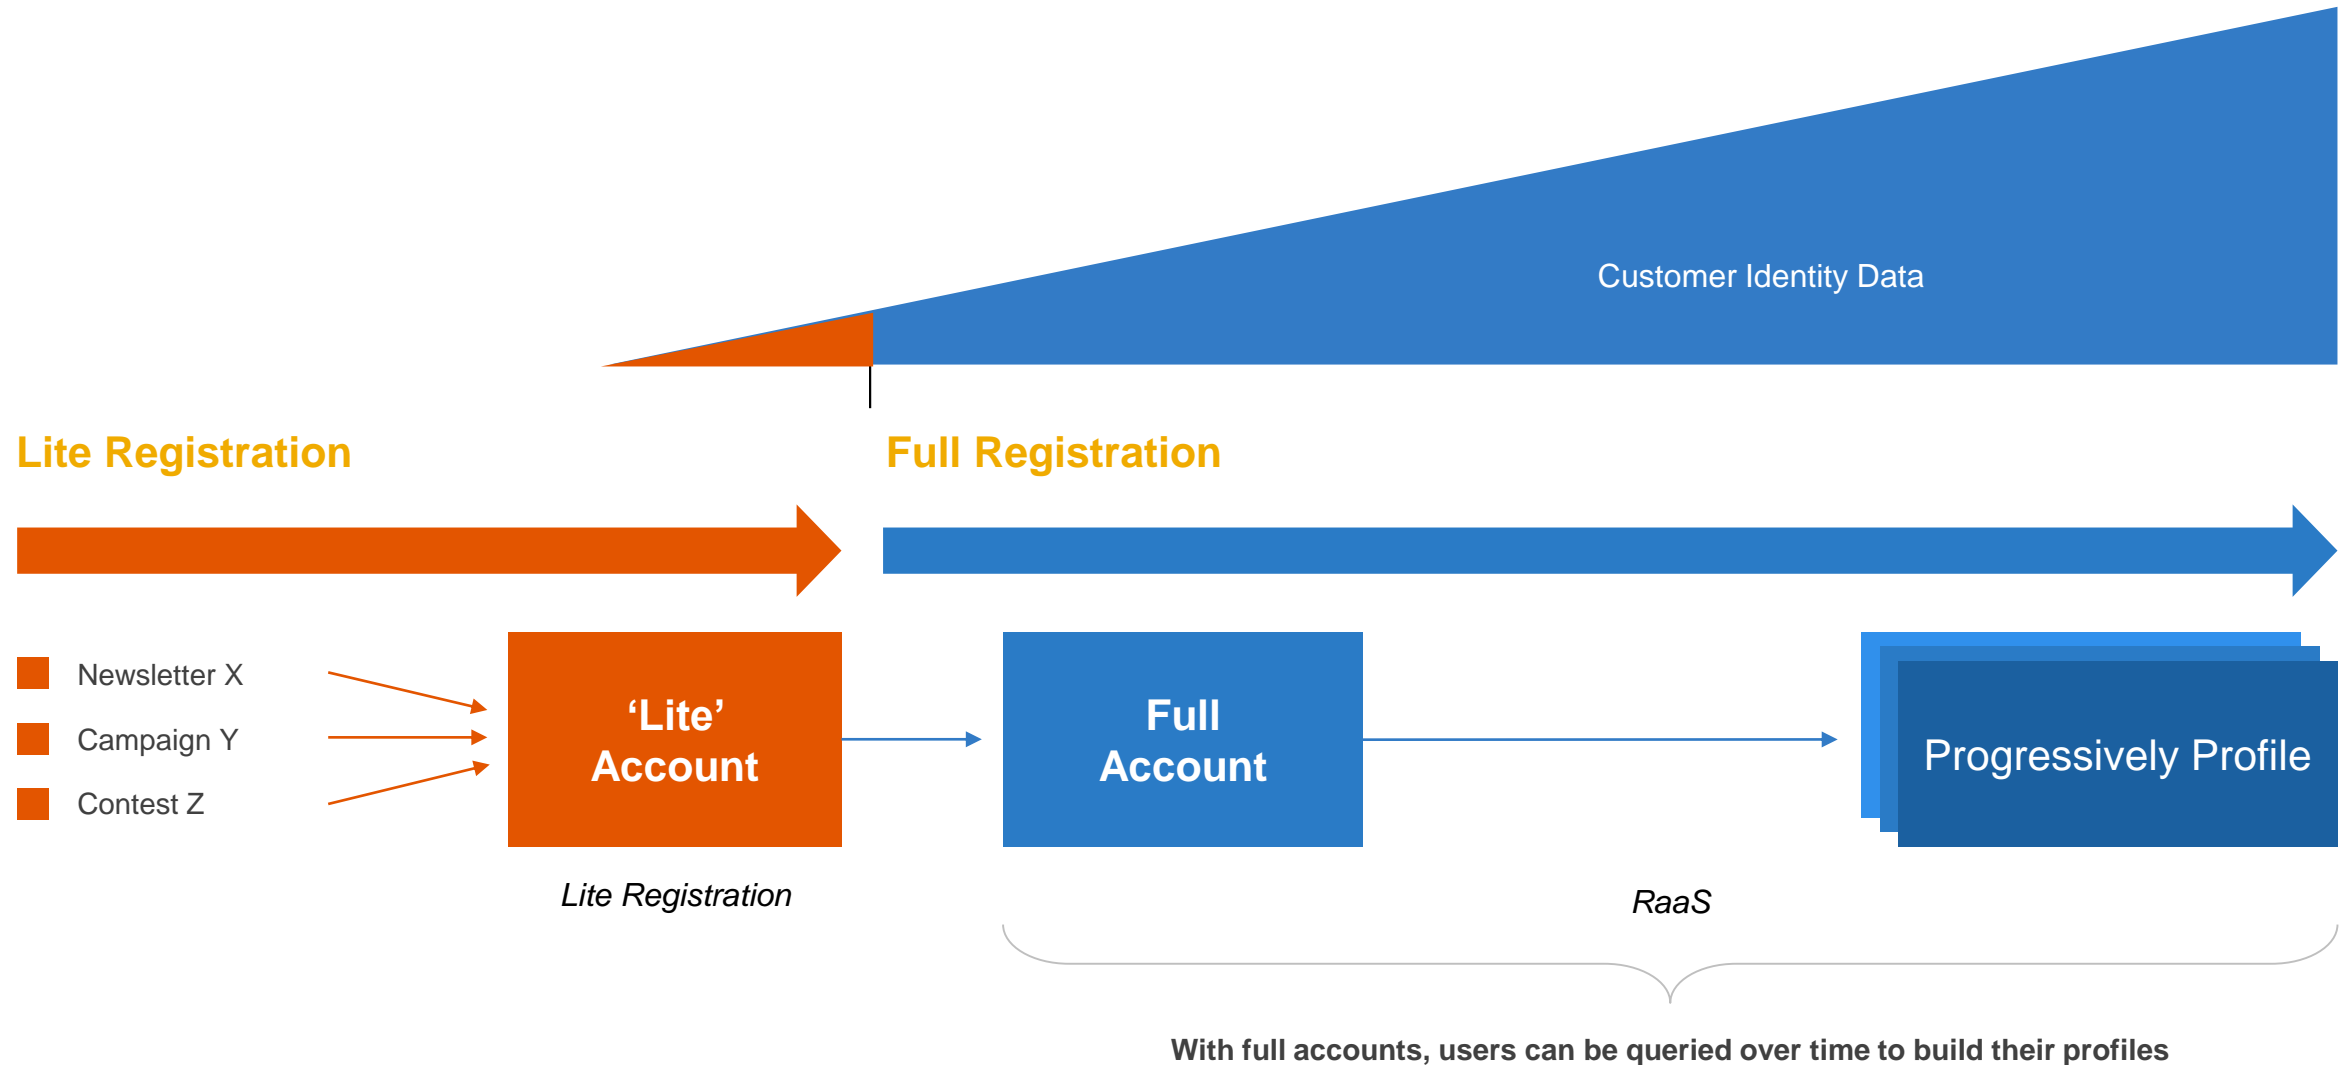 Customer Identity Data
Lite Registration
Full Registration
Newsletter X
Campaign Y
Contest Z
‘Lite’
Account
Full
Account
Progressively Profile
Lite Registration
RaaS
With full accounts, users can be queried over time to build their profiles